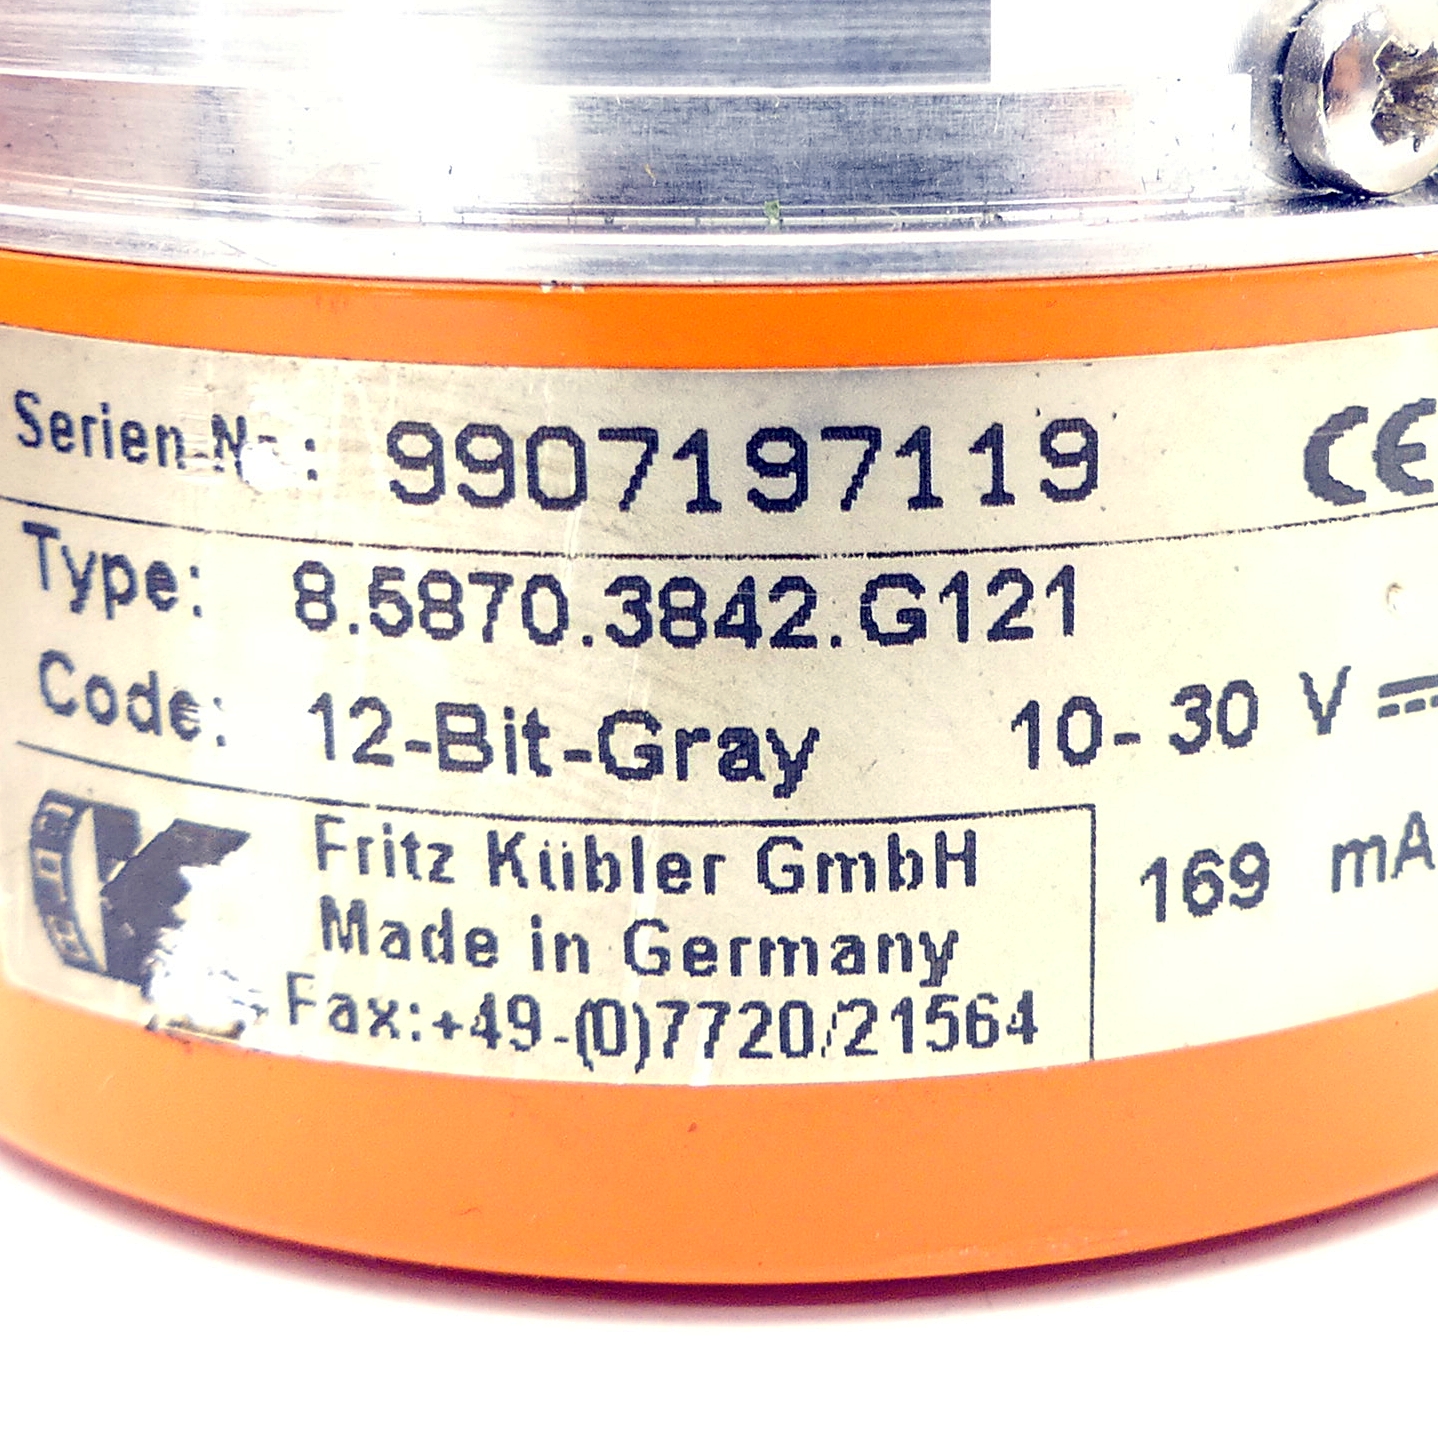 Serien-Nr.: 9907197119 CE
Type: 8.5870.3842.G121
Code: 12-Bit-Gray 10-30 V
169 mA
Fritz Kübler GmbH
Made in Germany
Fax:+49-(0)7720/21564